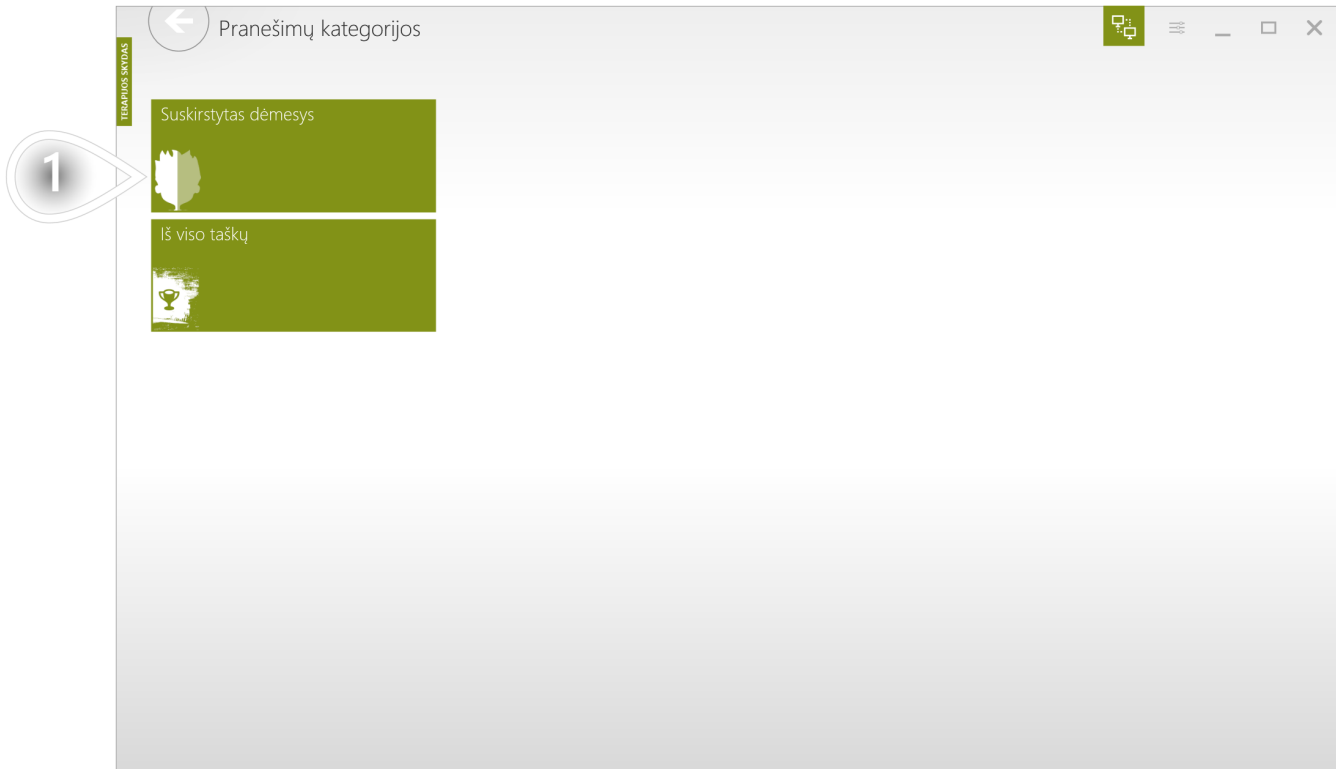 Pranešimų kategorijos
TERAPIJOS SKYDAS
Suskirstytas dėmesys
1
Iš viso taškų